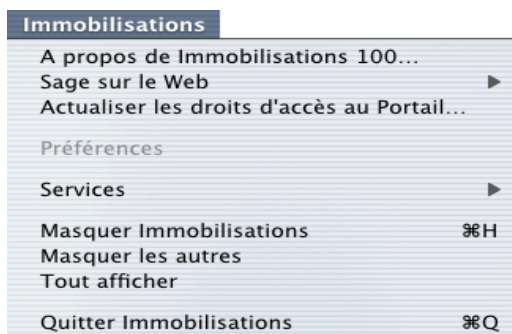 Immobilisations
A propos de Immobilisations 100...
Sage sur le Web
Actualiser les droits d'accès au Portail...
Préférences
Services
Masquer Immobilisations ⌘H
Masquer les autres
Tout afficher
Quitter Immobilisations ⌘Q